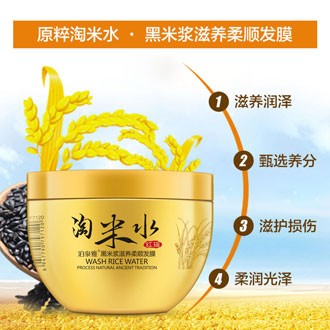 原粹淘米水·黑米浆滋养柔顺发膜
1 滋养润泽
2 甄选养分
3 滋护损伤
4 柔润光泽
淘米水
红瑞
泊泉雅® 黑米浆滋养柔顺发膜
WASH RICE WATER
PROCESS NATURAL ANCIENT TRADITION